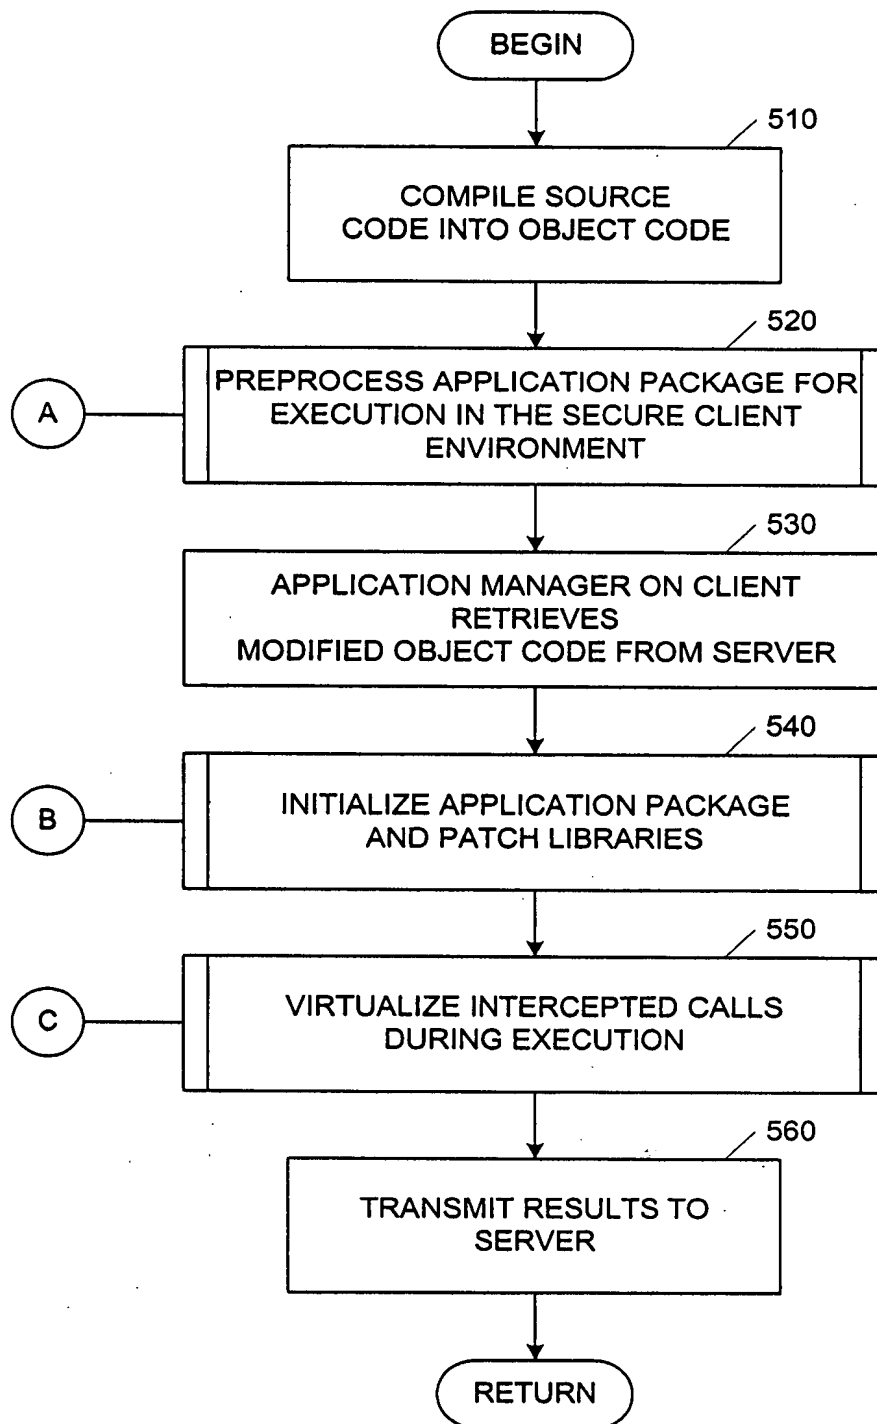 BEGIN
510
COMPILE SOURCE
CODE INTO OBJECT CODE
520
A
PREPROCESS APPLICATION PACKAGE FOR
EXECUTION IN THE SECURE CLIENT
ENVIRONMENT
530
APPLICATION MANAGER ON CLIENT
RETRIEVES
MODIFIED OBJECT CODE FROM SERVER
540
B
INITIALIZE APPLICATION PACKAGE
AND PATCH LIBRARIES
550
C
VIRTUALIZE INTERCEPTED CALLS
DURING EXECUTION
560
TRANSMIT RESULTS TO
SERVER
RETURN